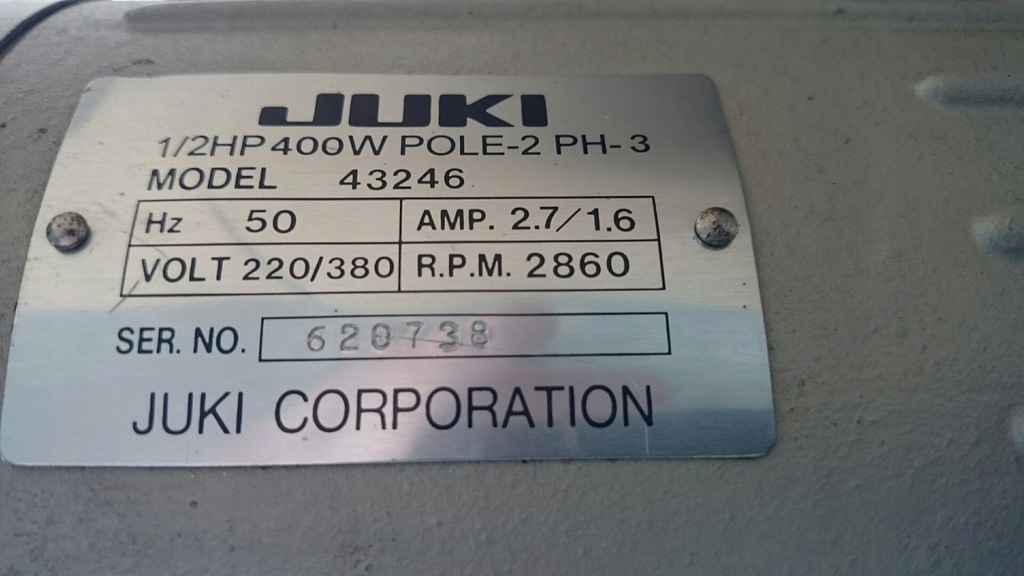 JUKI
1/2HP 400W POLE-2 PH-3
MODEL 43246
Hz 50 AMP. 2.7/1.6
VOLT 220/380 R.P.M. 2860
SER. NO. 620738
JUKI CORPORATION